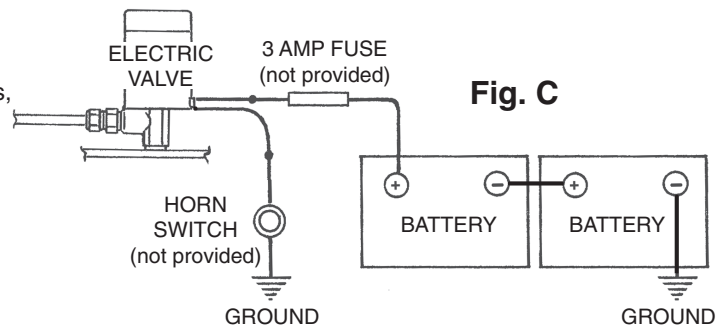 s,
ELECTRIC
VALVE
3 AMP FUSE
(not provided)
Fig. C
+
−
+
−
BATTERY
BATTERY
HORN
SWITCH
(not provided)
GROUND
GROUND